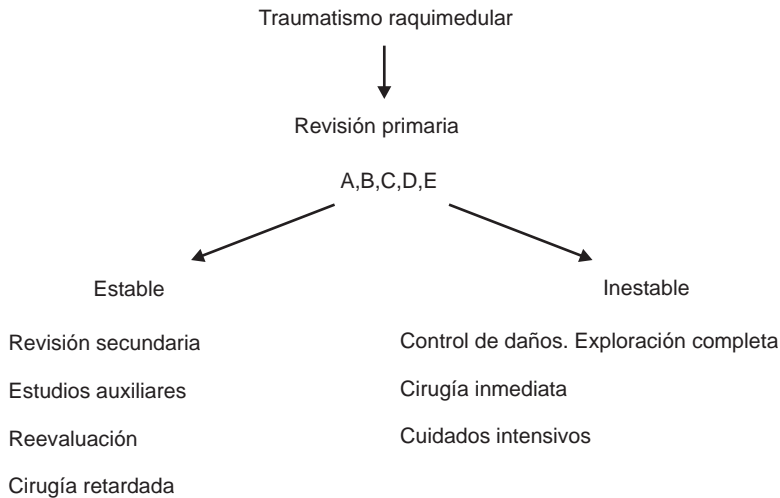 Traumatismo raquimedular
Revisión primaria
A,B,C,D,E
Estable
Inestable
Revisión secundaria
Control de daños. Exploración completa
Estudios auxiliares
Cirugía inmediata
Reevaluación
Cuidados intensivos
Cirugía retardada